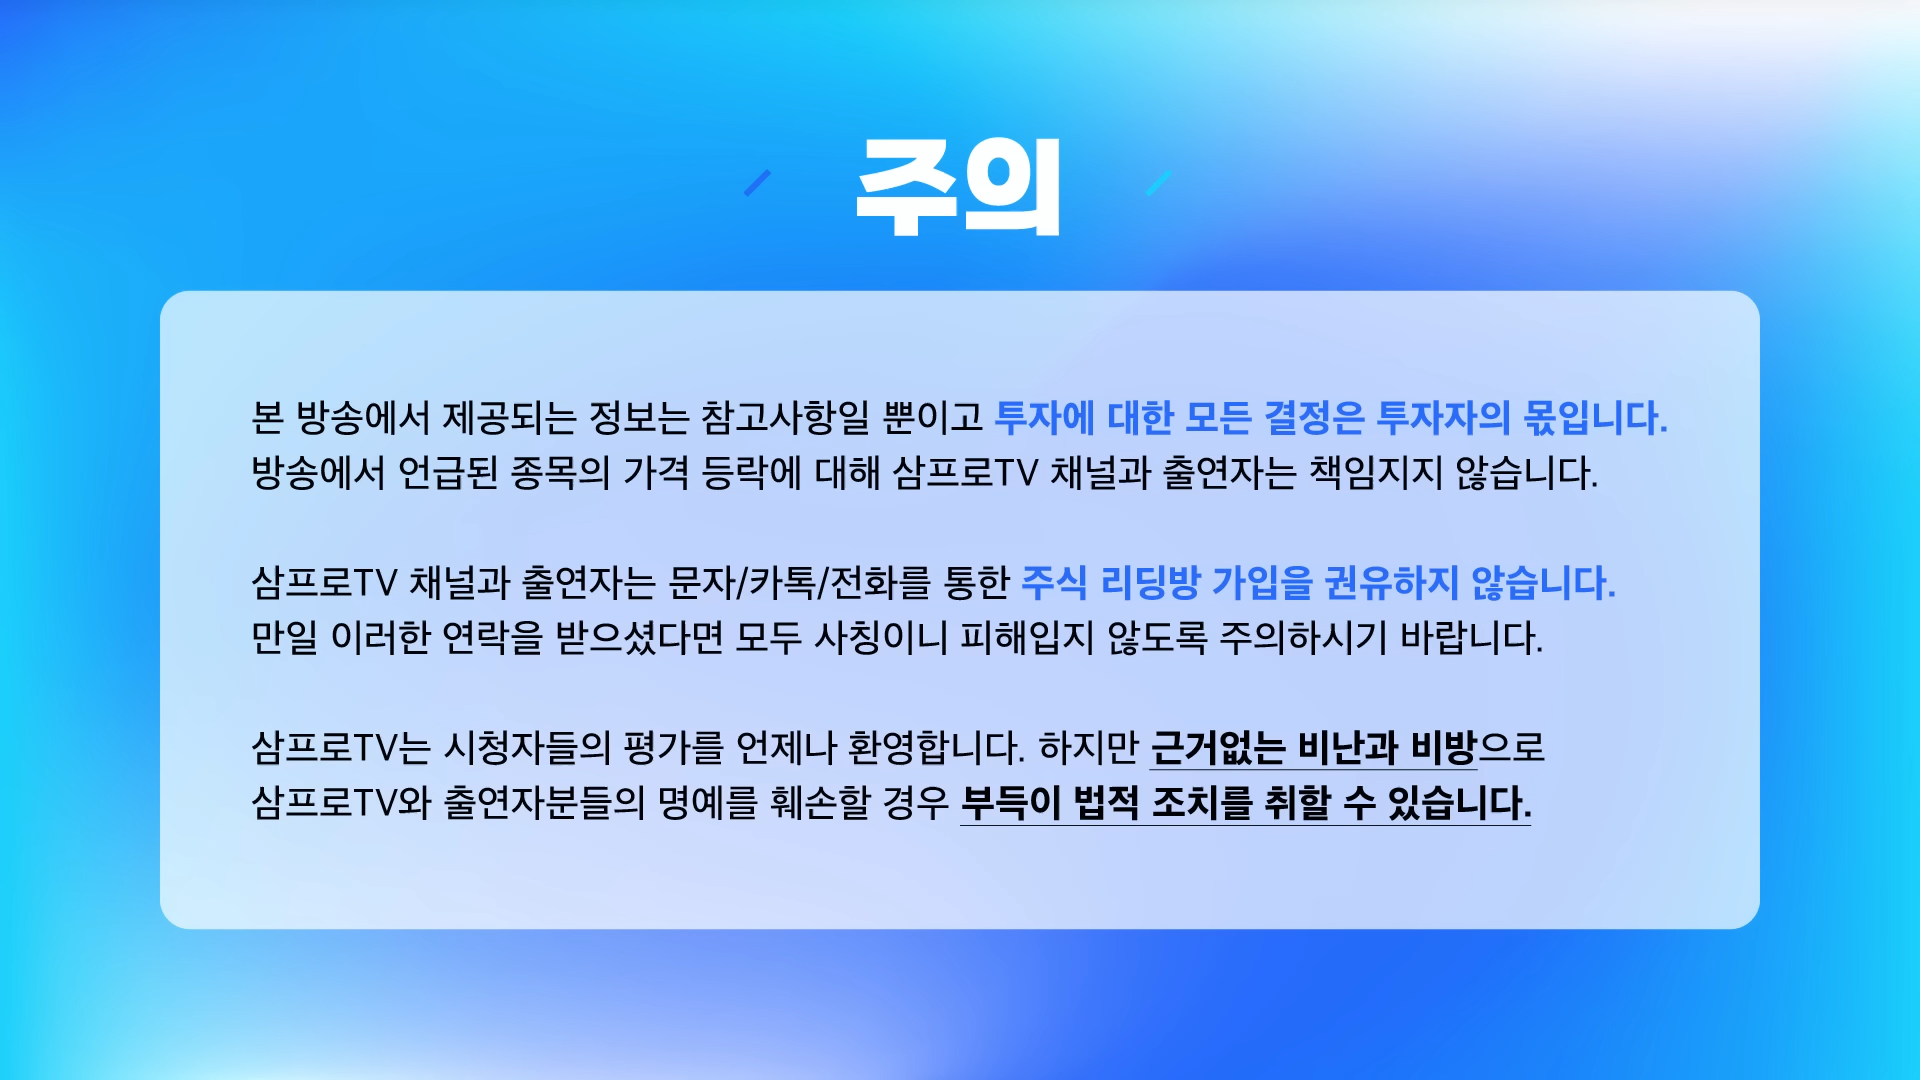 주의
본 방송에서 제공되는 정보는 참고사항일 뿐이고 투자에 대한 모든 결정은 투자자의 몫입니다.
방송에서 언급된 종목의 가격 등락에 대해 삼프로TV 채널과 출연자는 책임지지 않습니다.
삼프로TV 채널과 출연자는 문자/카톡/전화를 통한 주식 리딩방 가입을 권유하지 않습니다.
만일 이러한 연락을 받으셨다면 모두 사칭이니 피해입지 않도록 주의하시기 바랍니다.
삼프로TV는 시청자들의 평가를 언제나 환영합니다. 하지만 근거없는 비난과 비방으로
삼프로TV와 출연자분들의 명예를 훼손할 경우 부득이 법적 조치를 취할 수 있습니다.